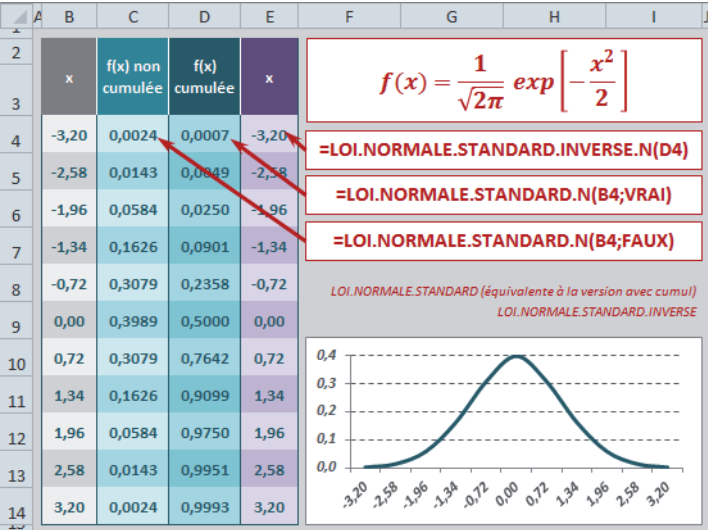 A B C D E F G H I J
1
2
3
x f(x) non cumulée f(x) cumulée x
4 -3,20 0,0024 0,0007 -3,20
5 -2,58 0,0143 0,0049 -2,58
6 -1,96 0,0584 0,0250 -1,96
7 -1,34 0,1626 0,0901 -1,34
8 -0,72 0,3079 0,2358 -0,72
9 0,00 0,3989 0,5000 0,00
10 0,72 0,3079 0,7642 0,72
11 1,34 0,1626 0,9099 1,34
12 1,96 0,0584 0,9750 1,96
13 2,58 0,0143 0,9951 2,58
14 3,20 0,0024 0,9993 3,20
15
f(x) = 1/√2π exp[-x²/2]
=LOI.NORMALE.STANDARD.INVERSE.N(D4)
=LOI.NORMALE.STANDARD.N(B4;VRAI)
=LOI.NORMALE.STANDARD.N(B4;FAUX)
LOI.NORMALE.STANDARD (équivalente à la version avec cumul)
LOI.NORMALE.STANDARD.INVERSE
0,4
0,3
0,2
0,1
0,0
-3,20 -2,58 -1,96 -1,34 -0,72 0,00 0,72 1,34 1,96 2,58 3,20